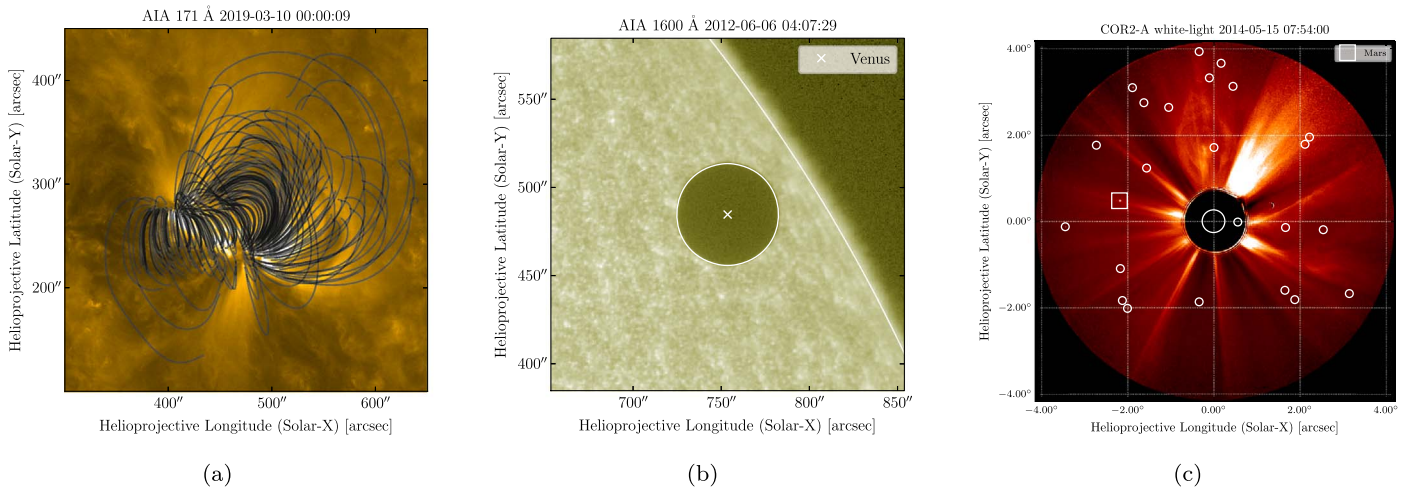 AIA 171 Å 2019-03-10 00:00:09
Helioprojective Latitude (Solar-Y) [arcsec]
400″
300″
200″
400″
500″
600″
Helioprojective Longitude (Solar-X) [arcsec]
(a)
AIA 1600 Å 2012-06-06 04:07:29
Venus
Helioprojective Latitude (Solar-Y) [arcsec]
550″
500″
450″
400″
700″
750″
800″
850″
Helioprojective Longitude (Solar-X) [arcsec]
(b)
COR2-A white-light 2014-05-15 07:54:00
Mars
Helioprojective Latitude (Solar-Y) [arcsec]
4.00°
2.00°
0.00°
−2.00°
−4.00°
−4.00°
−2.00°
0.00°
2.00°
4.00°
Helioprojective Longitude (Solar-X) [arcsec]
(c)